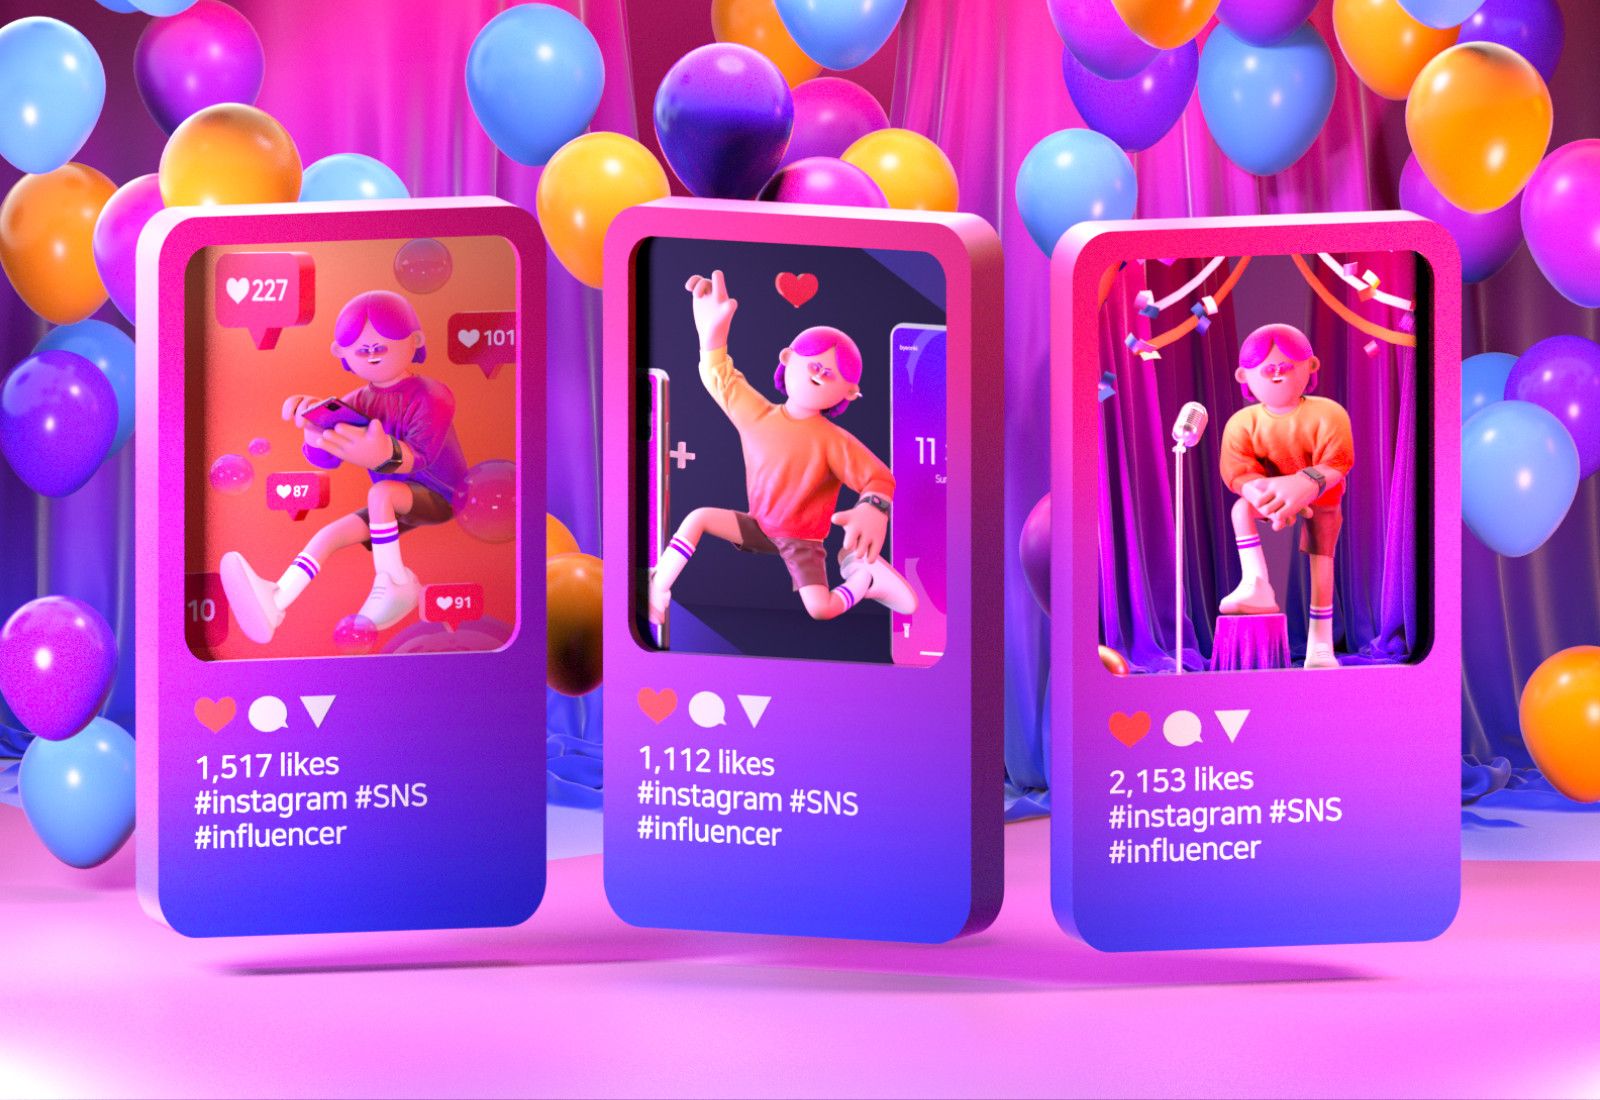 227
101
87
10
91
1,517 likes
#instagram #SNS
#influencer
11
1,112 likes
#instagram #SNS
#influencer
2,153 likes
#instagram #SNS
#influencer